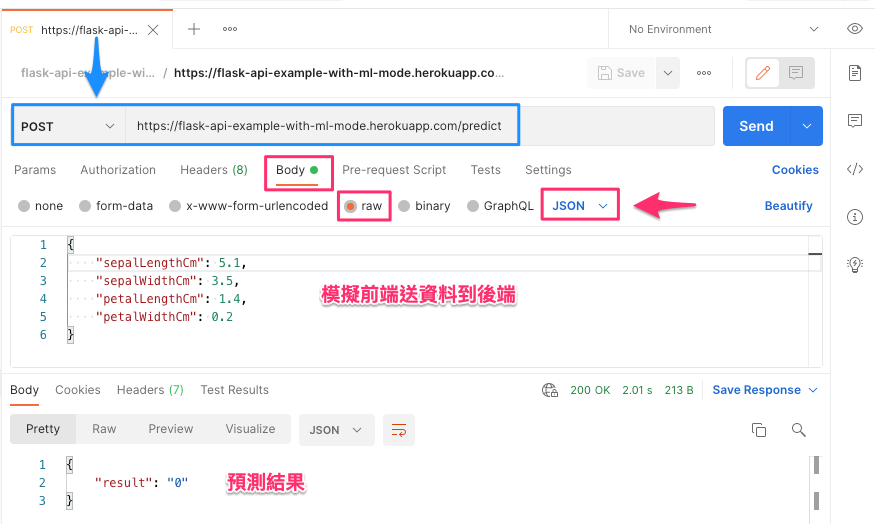 POST https://flask-api-... No Environment
flask-api-example-wi... / https://flask-api-example-with-ml-mode.herokuapp.co... Save
POST https://flask-api-example-with-ml-mode.herokuapp.com/predict Send
Params Authorization Headers (8) Body Pre-request Script Tests Settings Cookies
none form-data x-www-form-urlencoded raw binary GraphQL JSON Beautify
1 {
2 "sepalLengthCm": 5.1,
3 "sepalWidthCm": 3.5,
4 "petalLengthCm": 1.4,
5 "petalWidthCm": 0.2
6 }
模擬前端送資料到後端
Body Cookies Headers (7) Test Results 200 OK 2.01 s 213 B Save Response
Pretty Raw Preview Visualize JSON
1 {
2 "result": "0"
3 }
預測結果